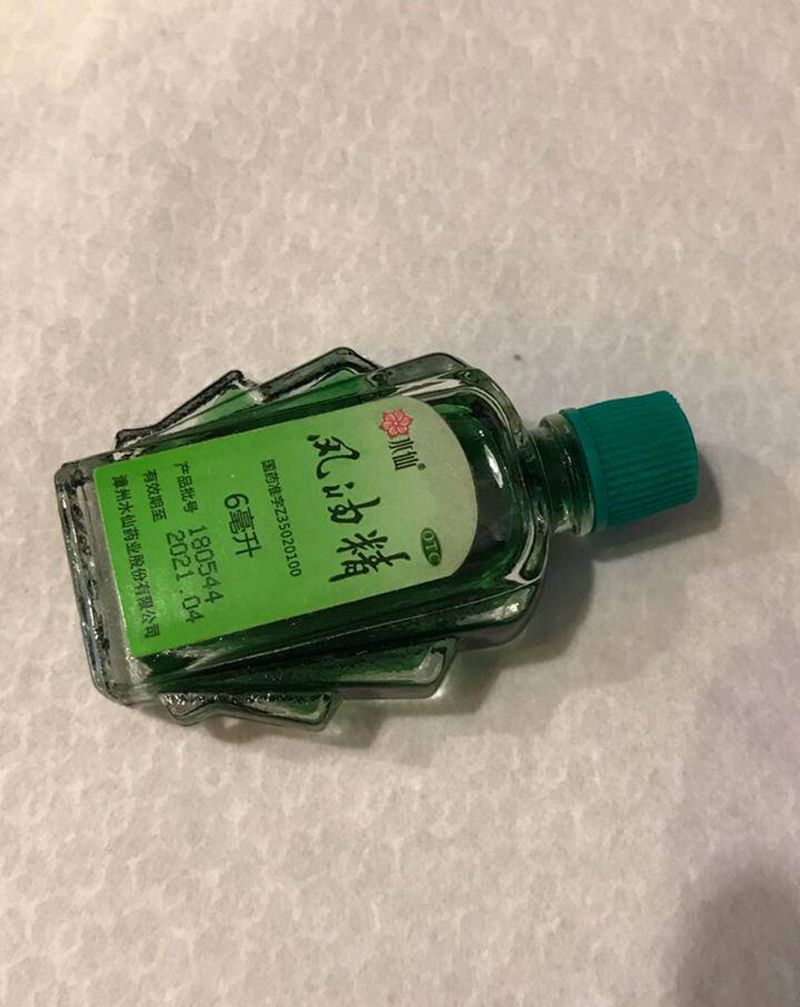 水仙®
OTC
风油精
国药准字Z35020100
6毫升
产品批号 180544
有效期至 2021.04
漳州水仙药业股份有限公司